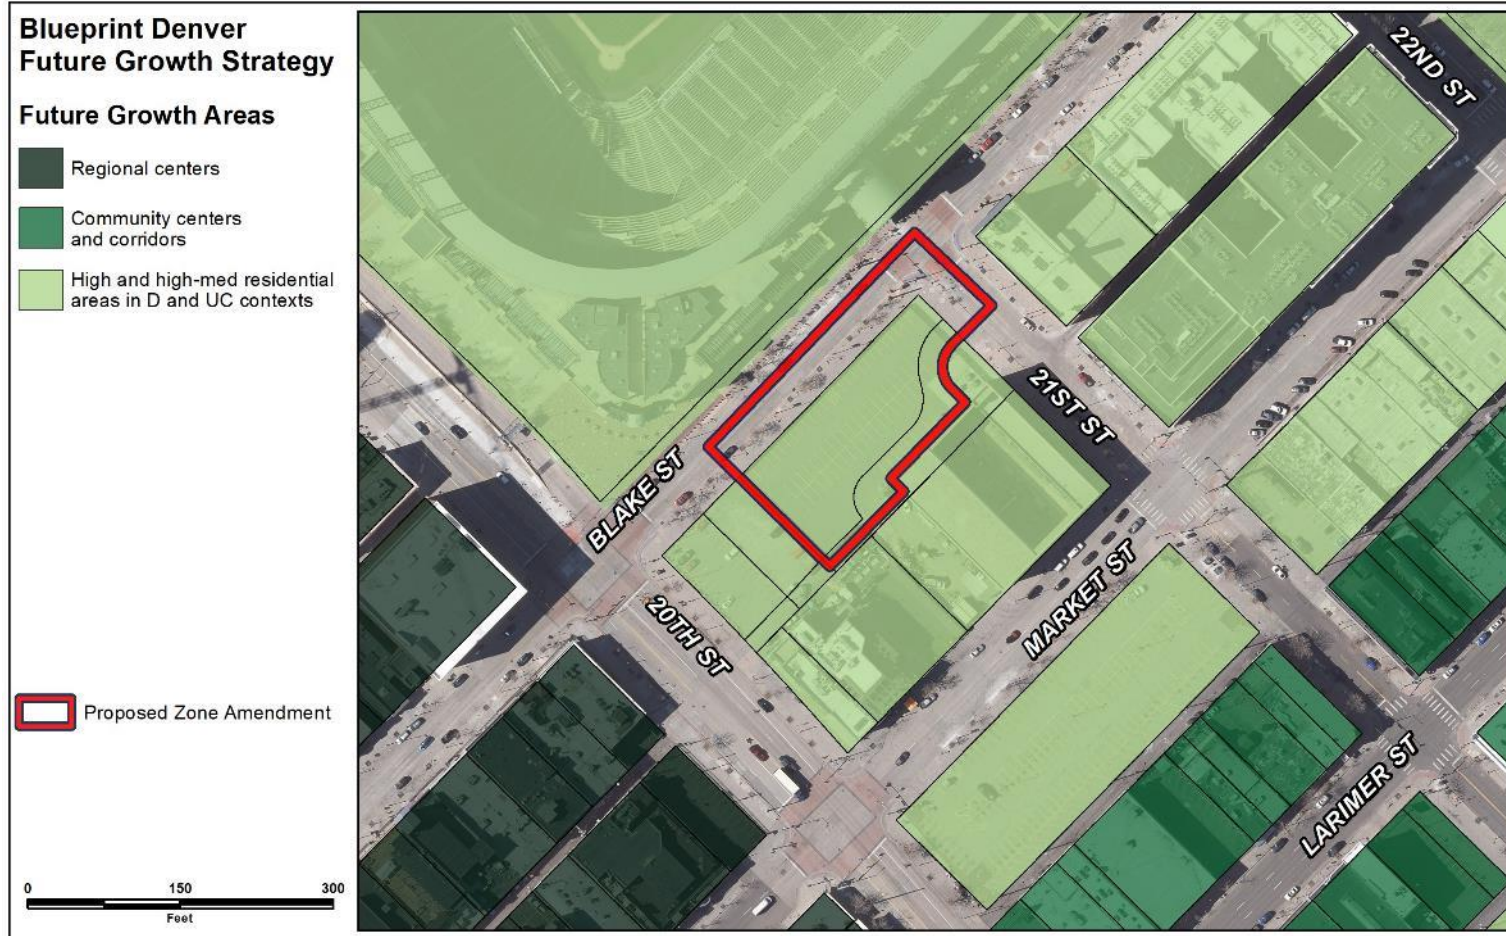 Blueprint Denver
Future Growth Strategy
Future Growth Areas
Regional centers
Community centers
and corridors
High and high-med residential
areas in D and UC contexts
Proposed Zone Amendment
0 150 300
Feet
22ND ST
21ST ST
BLAKE ST
20TH ST
MARKET ST
LARIMER ST